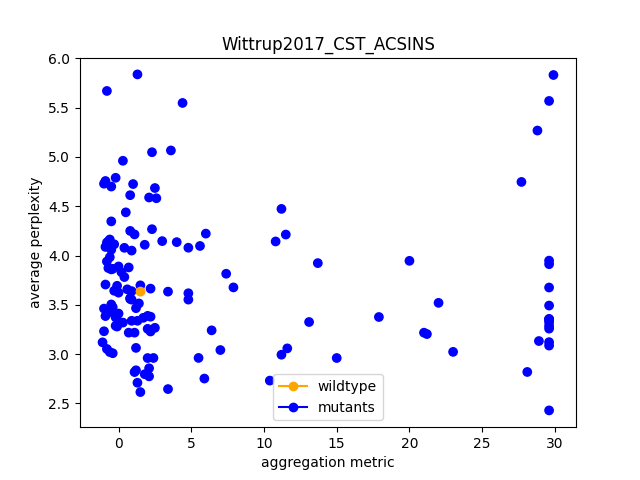 Wittrup2017_CST_ACSINS
6.0
5.5
5.0
4.5
4.0
3.5
3.0
2.5
average perplexity
wildtype
mutants
0 5 10 15 20 25 30
aggregation metric